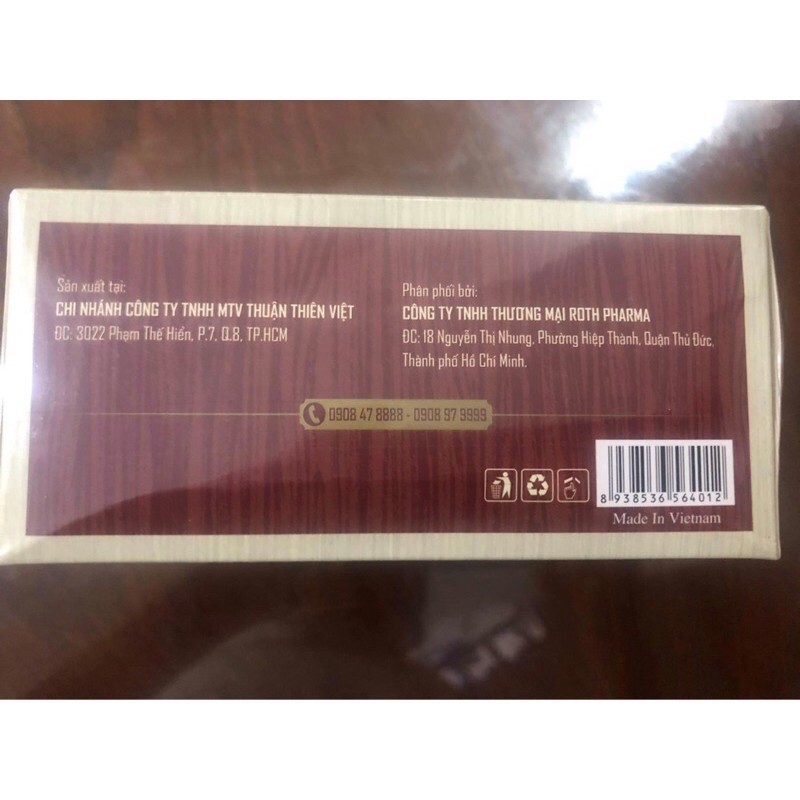 Sản xuất tại:
CHI NHÁNH CÔNG TY TNHH MTV THUẬN THIÊN VIỆT
ĐC: 3022 Phạm Thế Hiển, P.7, Q.8, TP.HCM
Phân phối bởi:
CÔNG TY TNHH THƯƠNG MẠI ROTH PHARMA
ĐC: 18 Nguyễn Thị Nhung, Phường Hiệp Thành, Quận Thủ Đức,
Thành phố Hồ Chí Minh.
0908 47 8888 - 0908 97 9999
8 938536 564012
Made In Vietnam